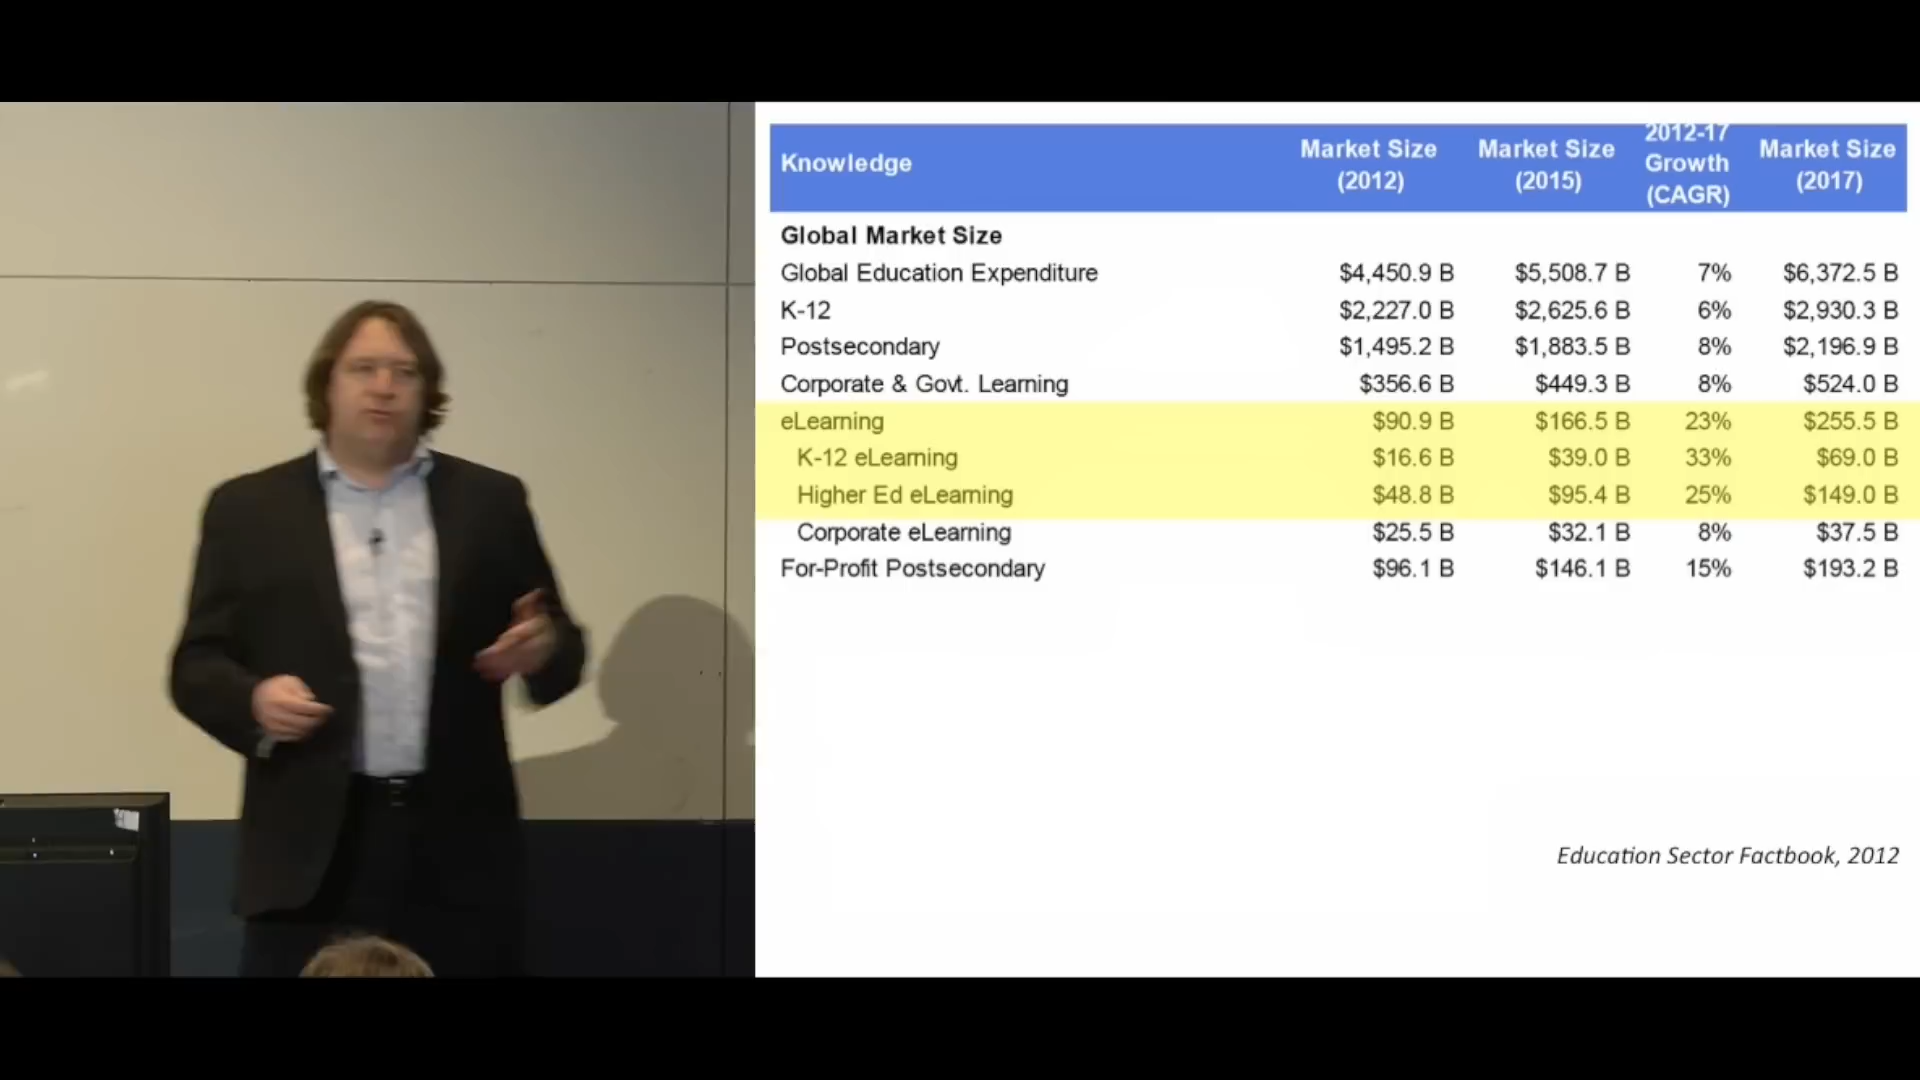 Knowledge Market Size (2012) Market Size (2015) 2012-17 Growth (CAGR) Market Size (2017)
Global Market Size
Global Education Expenditure $4,450.9 B $5,508.7 B 7% $6,372.5 B
K-12 $2,227.0 B $2,625.6 B 6% $2,930.3 B
Postsecondary $1,495.2 B $1,883.5 B 8% $2,196.9 B
Corporate & Govt. Learning $356.6 B $449.3 B 8% $524.0 B
eLearning $90.9 B $166.5 B 23% $255.5 B
K-12 eLearning $16.6 B $39.0 B 33% $69.0 B
Higher Ed eLearning $48.8 B $95.4 B 25% $149.0 B
Corporate eLearning $25.5 B $32.1 B 8% $37.5 B
For-Profit Postsecondary $96.1 B $146.1 B 15% $193.2 B
Education Sector Factbook, 2012